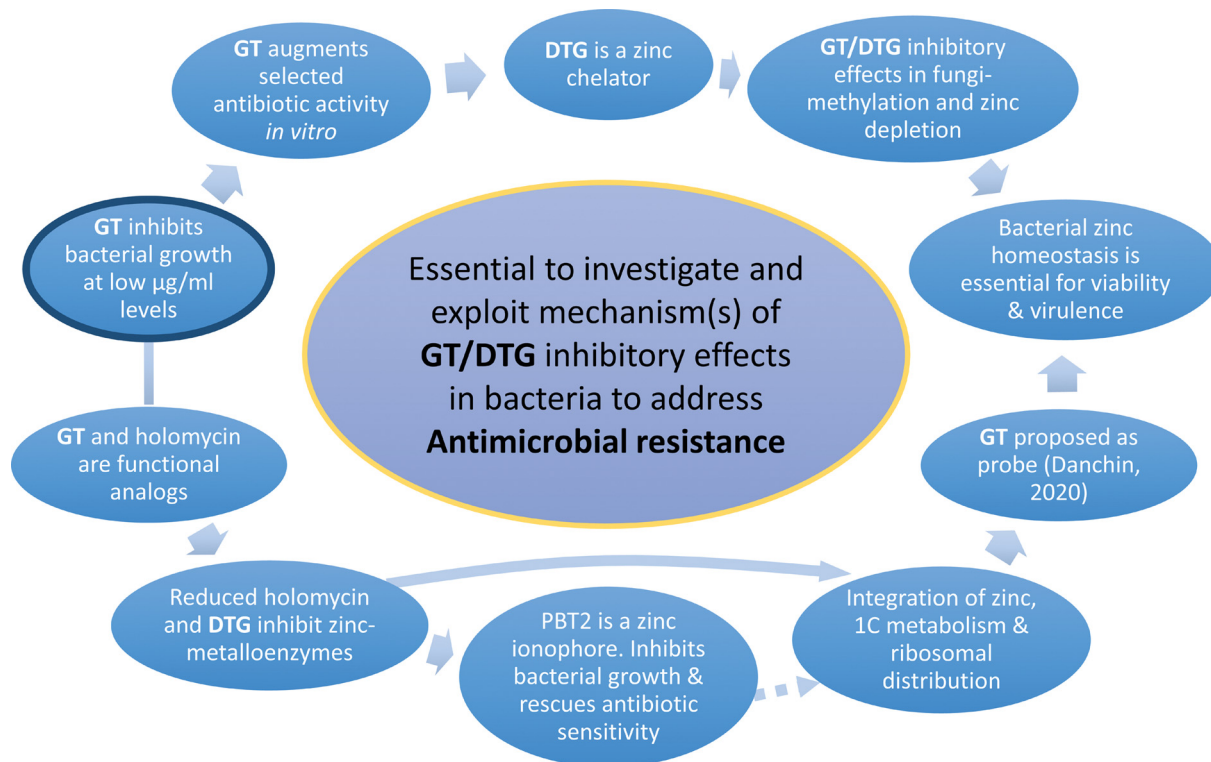 GT augments
selected
antibiotic activity
in vitro
DTG is a zinc
chelator
GT/DTG inhibitory
effects in fungi-
methylation and zinc
depletion
GT inhibits
bacterial growth
at low µg/ml
levels
Essential to investigate and
exploit mechanism(s) of
GT/DTG inhibitory effects
in bacteria to address
Antimicrobial resistance
Bacterial zinc
homeostasis is
essential for viability
& virulence
GT and holomycin
are functional
analogs
GT proposed as
probe (Danchin,
2020)
Reduced holomycin
and DTG inhibit zinc-
metalloenzymes
PBT2 is a zinc
ionophore. Inhibits
bacterial growth &
rescues antibiotic
sensitivity
Integration of zinc,
1C metabolism &
ribosomal
distribution